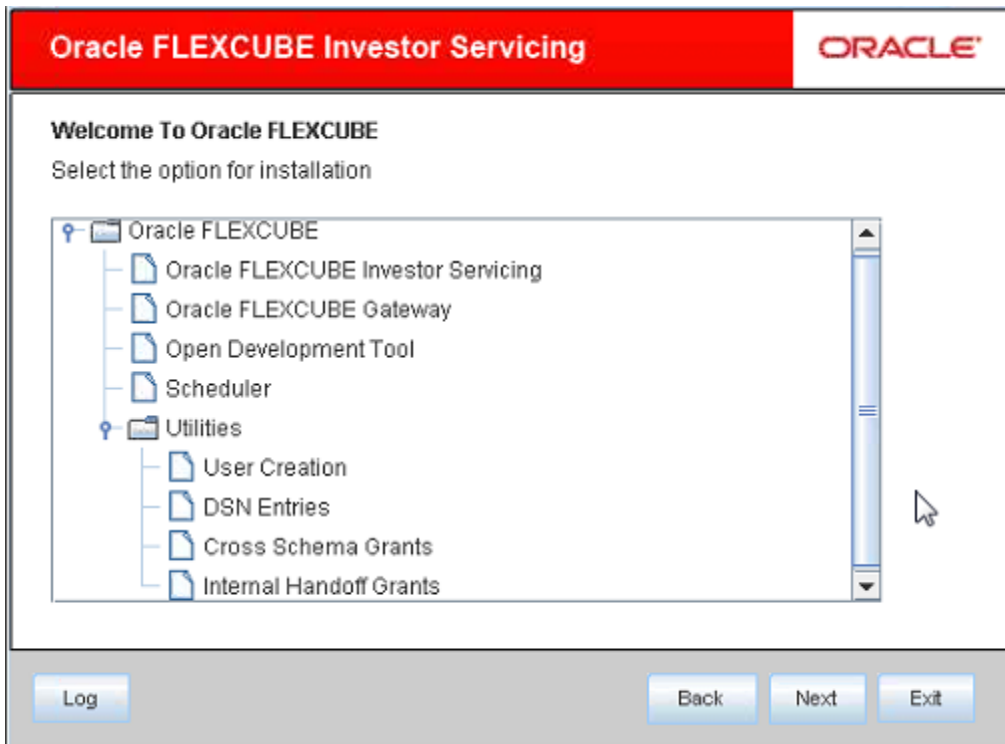 Oracle FLEXCUBE Investor Servicing
ORACLE
Welcome To Oracle FLEXCUBE
Select the option for installation
Oracle FLEXCUBE
Oracle FLEXCUBE Investor Servicing
Oracle FLEXCUBE Gateway
Open Development Tool
Scheduler
Utilities
User Creation
DSN Entries
Cross Schema Grants
Internal Handoff Grants
Log
Back
Next
Exit